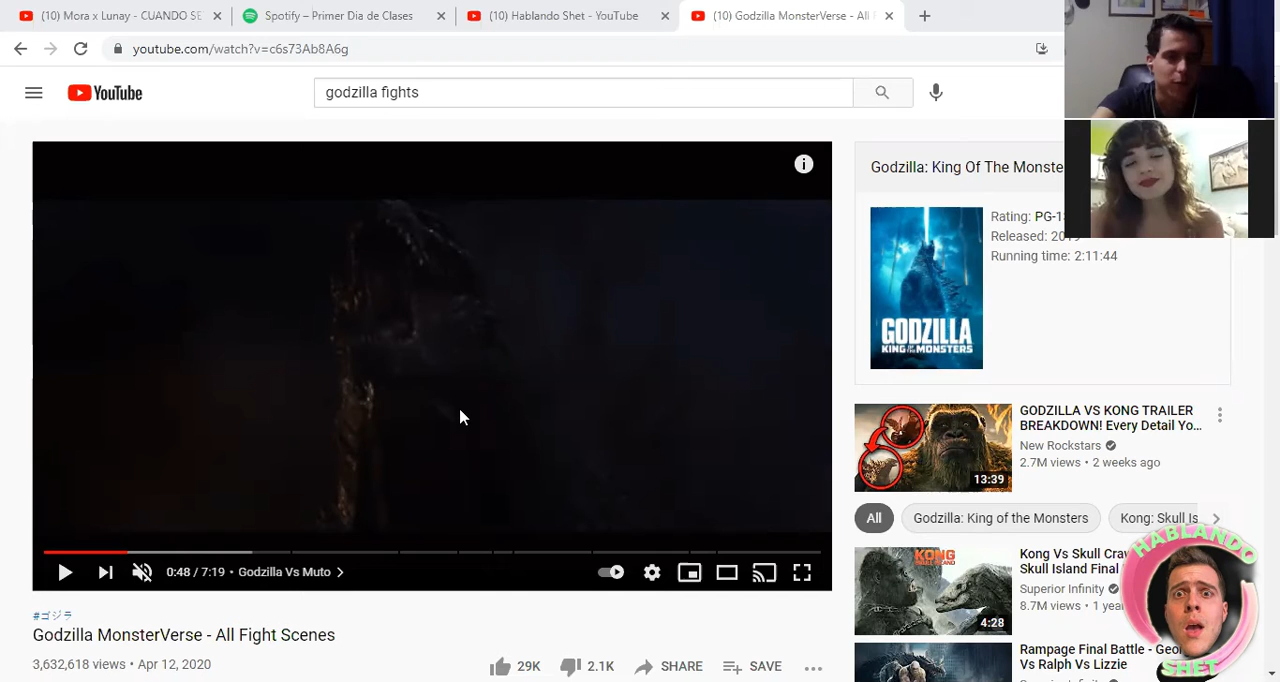 (10) Mora x Lunay - CUANDO SE
Spotify – Primer Dia de Clases
(10) Hablando Shet - YouTube
(10) Godzilla MonsterVerse - All F
youtube.com/watch?v=c6s73Ab8A6g
YouTube
godzilla fights
Godzilla: King Of The Monste
Rating: PG-1
Released: 2019
Running time: 2:11:44
GODZILLA
KING OF THE MONSTERS
GODZILLA VS KONG TRAILER
BREAKDOWN! Every Detail Yo...
New Rockstars
2.7M views • 2 weeks ago
13:39
All
Godzilla: King of the Monsters
Kong: Skull Is
KONG
Kong Vs Skull Craw
Skull Island Final
Superior Infinity
8.7M views • 1 year
4:28
Rampage Final Battle - Geor
Vs Ralph Vs Lizzie
HABLANDO
SHET
0:48 / 7:19 • Godzilla Vs Muto
#ゴジラ
Godzilla MonsterVerse - All Fight Scenes
3,632,618 views • Apr 12, 2020
29K
2.1K
SHARE
SAVE